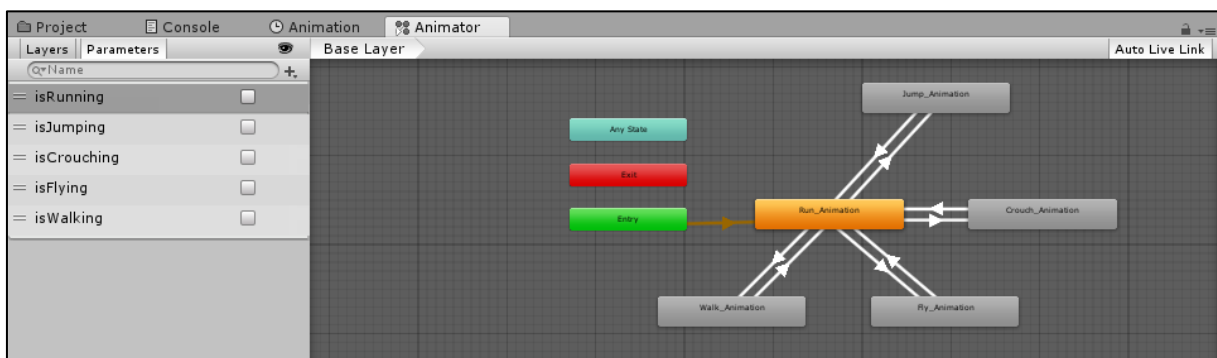 Project
Console
Animation
Animator
Layers
Parameters
Base Layer
Auto Live Link
Name
isRunning
isJumping
isCrouching
isFlying
isWalking
Jump_Animation
Any State
Exit
Run_Animation
Crouch_Animation
Entry
Walk_Animation
Fly_Animation